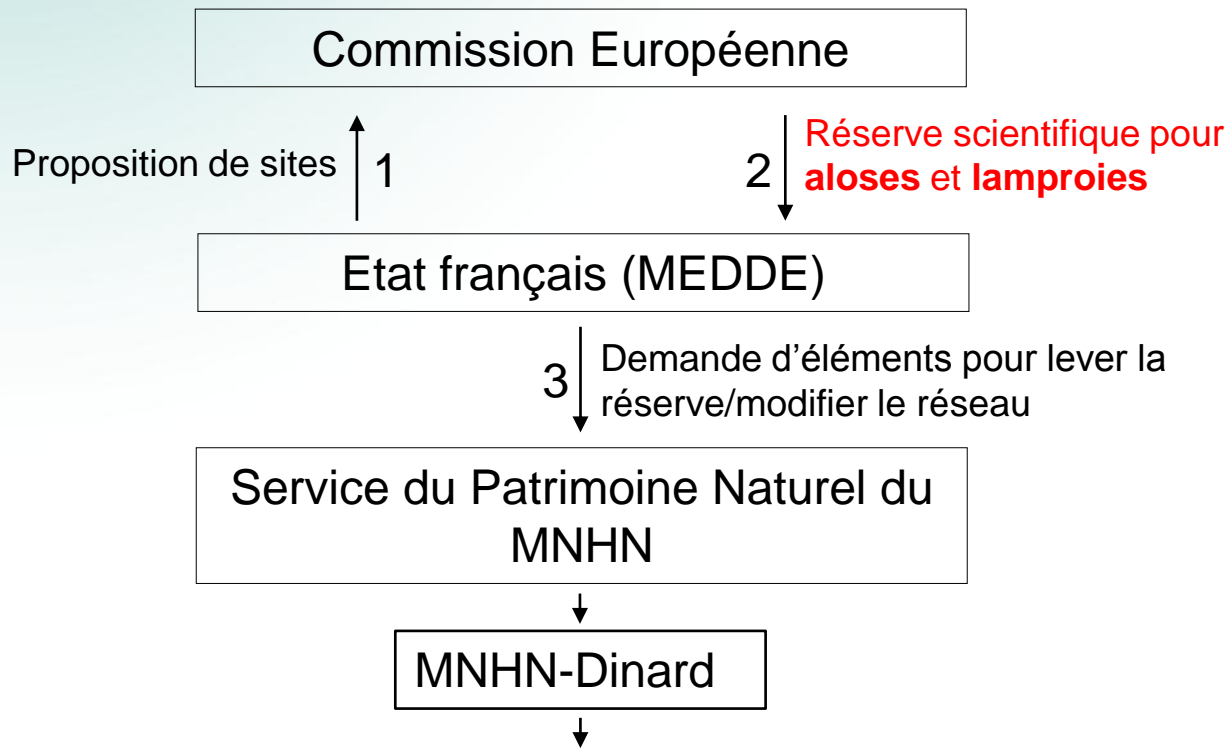 Commission Européenne
Proposition de sites
1
2
Réserve scientifique pour
aloses et lamproies
Etat français (MEDDE)
3
Demande d'éléments pour lever la
réserve/modifier le réseau
Service du Patrimoine Naturel du
MNHN
MNHN-Dinard